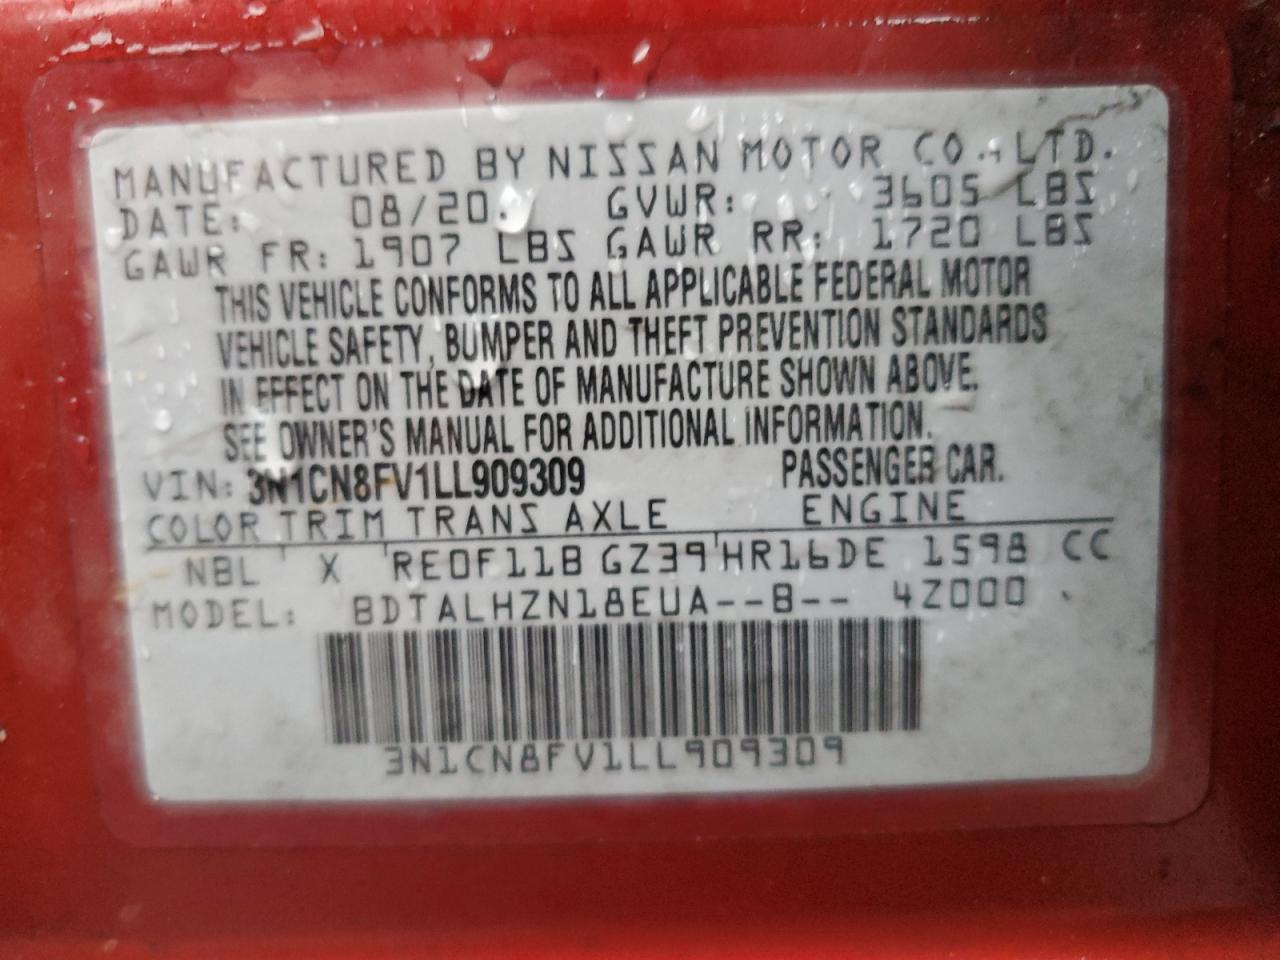 MANUFACTURED BY NISSAN MOTOR CO., LTD.
DATE: 08/20 GVWR: 3605 LBS
GAWR FR: 1907 LBS GAWR RR: 1720 LBS
THIS VEHICLE CONFORMS TO ALL APPLICABLE FEDERAL MOTOR
VEHICLE SAFETY, BUMPER AND THEFT PREVENTION STANDARDS
IN EFFECT ON THE DATE OF MANUFACTURE SHOWN ABOVE.
SEE OWNER'S MANUAL FOR ADDITIONAL INFORMATION.
VIN: 3N1CN8FV1LL909309 PASSENGER CAR.
COLOR TRIM TRANS AXLE ENGINE
NBL X RE0F11B GZ39 HR16DE 1598 CC
MODEL: BDTALHZN18EUA--B-- 4Z000
3N1CN8FV1LL909309